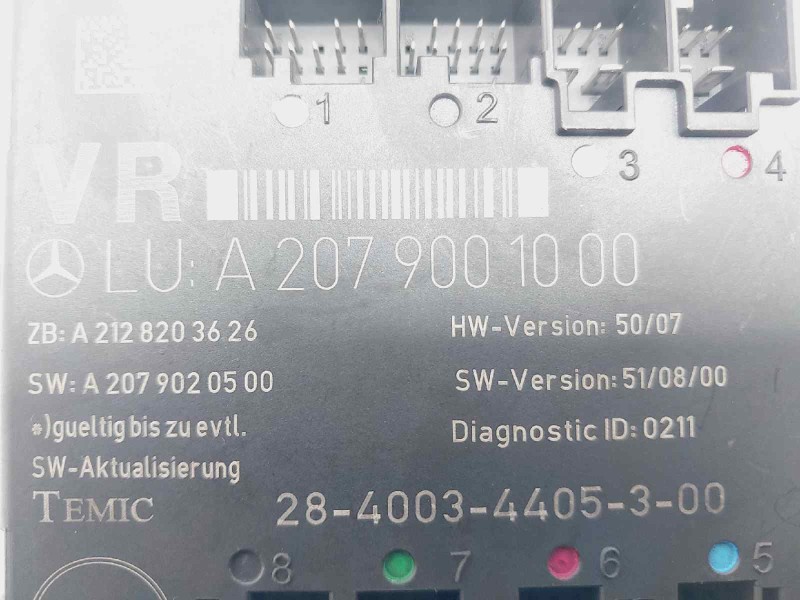 1
2
3
4
VR
LU: A 207 900 10 00
ZB: A 212 820 36 26
HW-Version: 50/07
SW: A 207 902 05 00
SW-Version: 51/08/00
*)gueltig bis zu evtl.
Diagnostic ID: 0211
SW-Aktualisierung
TEMIC
28-4003-4405-3-00
8
7
6
5